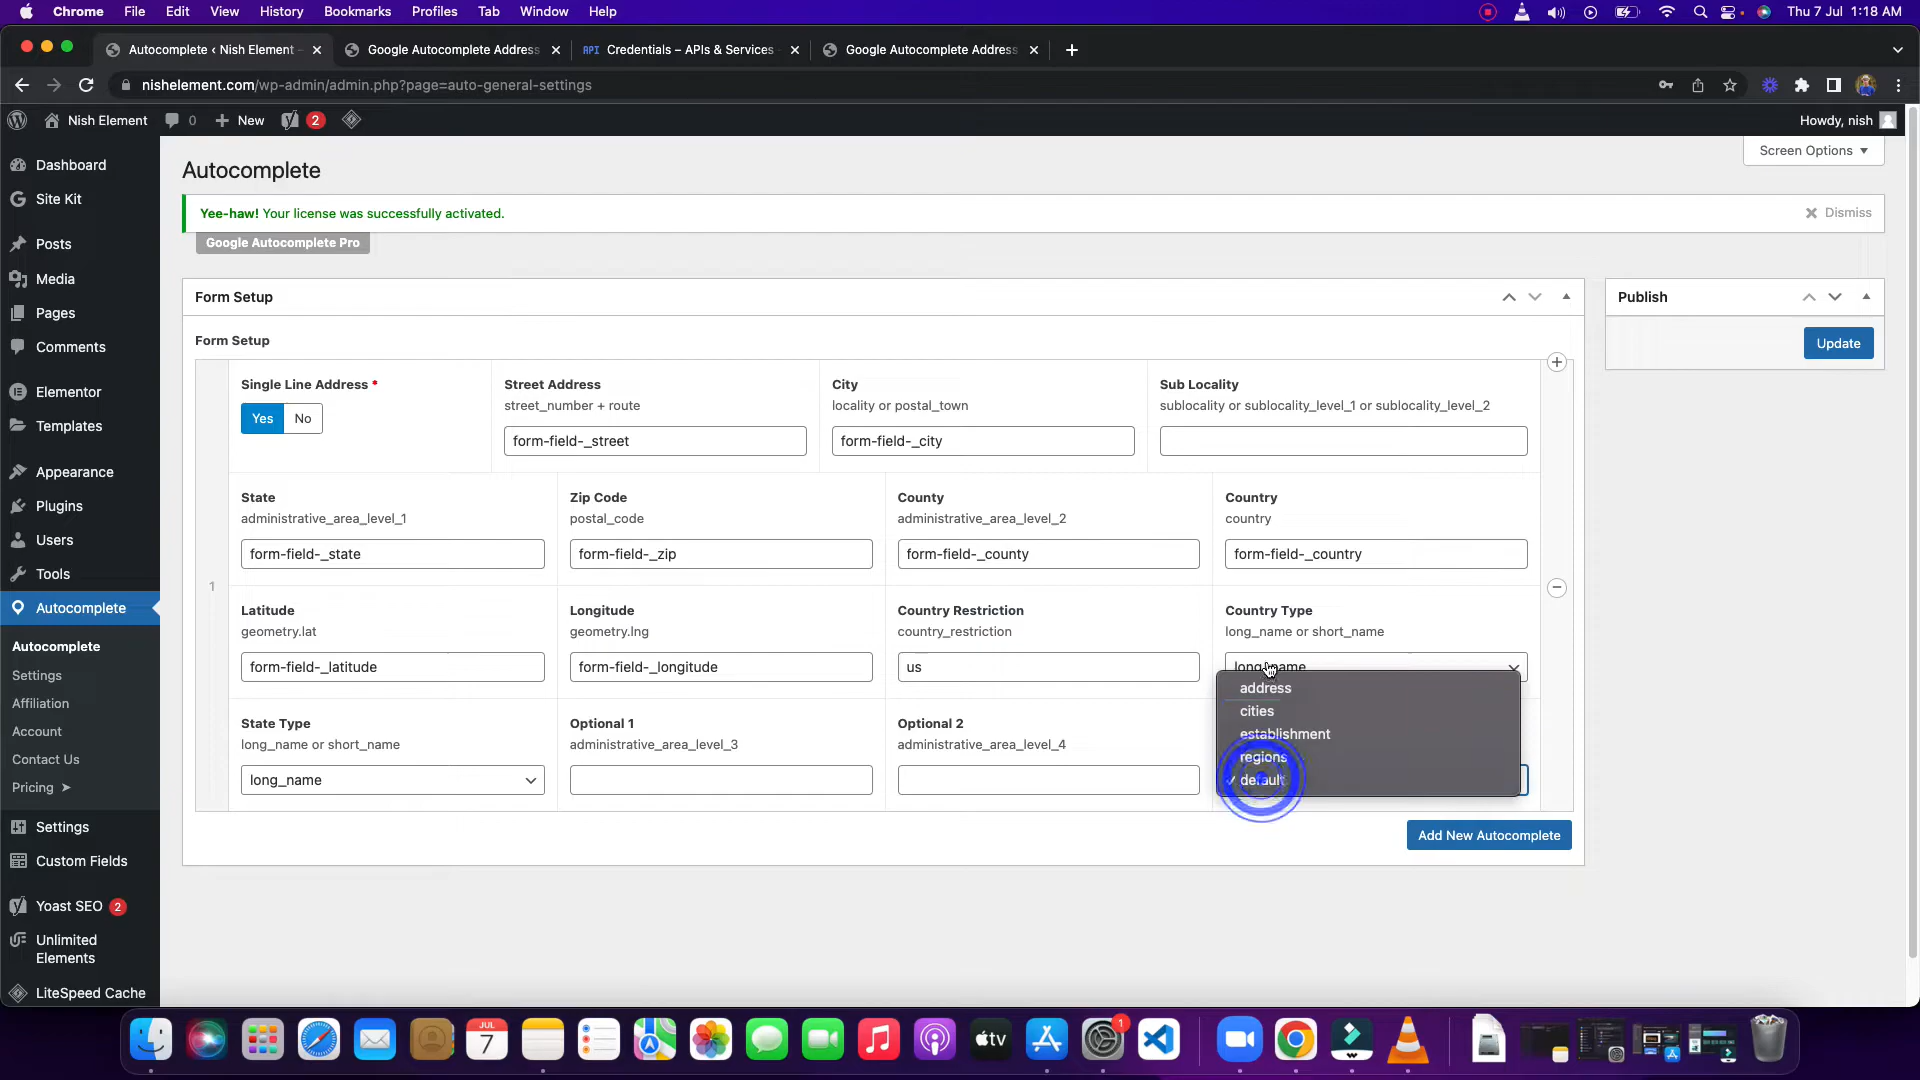 Chrome File Edit View History Bookmarks Profiles Tab Window Help Thu 7 Jul 1:18 AM
Autocomplete ‹ Nish Element – Google Autocomplete Address API Credentials – APIs & Services Google Autocomplete Address
nishelement.com/wp-admin/admin.php?page=auto-general-settings
Nish Element 0 New 2 Howdy, nish
Screen Options
Dashboard
Site Kit
Posts
Media
Pages
Comments
Elementor
Templates
Appearance
Plugins
Users
Tools
Autocomplete
Autocomplete
Settings
Affiliation
Account
Contact Us
Pricing ➤
Settings
Custom Fields
Yoast SEO 2
Unlimited
Elements
LiteSpeed Cache
Autocomplete
Yee-haw! Your license was successfully activated. Dismiss
Google Autocomplete Pro
Form Setup
Form Setup
Single Line Address * Street Address City Sub Locality
street_number + route locality or postal_town sublocality or sublocality_level_1 or sublocality_level_2
Yes No
form-field-_street form-field-_city
State Zip Code County Country
administrative_area_level_1 postal_code administrative_area_level_2 country
form-field-_state form-field-_zip form-field-_county form-field-_country
1
Latitude Longitude Country Restriction Country Type
geometry.lat geometry.lng country_restriction long_name or short_name
form-field-_latitude form-field-_longitude us long_name
address
cities
establishment
regions
✓ default
State Type Optional 1 Optional 2
long_name or short_name administrative_area_level_3 administrative_area_level_4
long_name
Add New Autocomplete
Publish
Update
JUL
7
tv
1